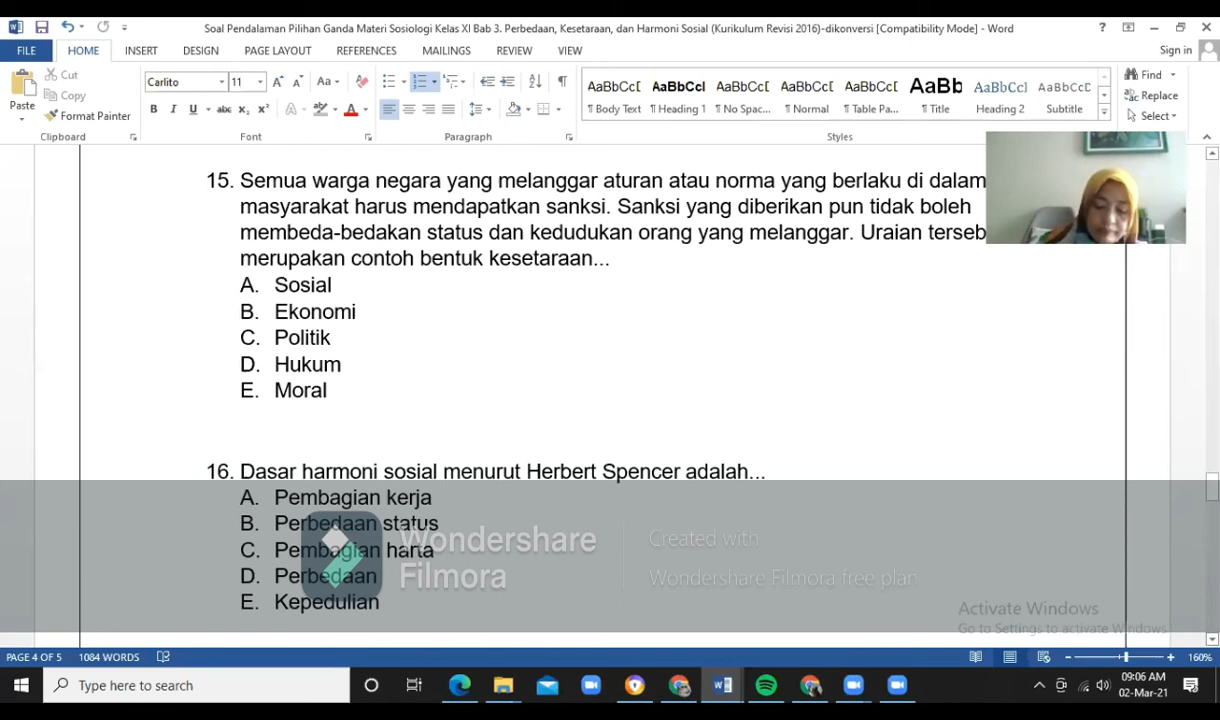 Soal Pendalaman Pilihan Ganda Materi Sosiologi Kelas XI Bab 3. Perbedaan, Kesetaraan, dan Harmoni Sosial (Kurikulum Revisi 2016)-dikonversi [Compatibility Mode] - Word
FILE HOME INSERT DESIGN PAGE LAYOUT REFERENCES MAILINGS REVIEW VIEW Sign in
Paste
Cut
Copy
Format Painter
Carlito 11
AaBbCcD AaBbCcI AaBbCcD AaBbCcD AaBbCcD AaBb AaBbCcI AaBbCcD
¶ Body Text ¶ Heading 1 ¶ No Spac... ¶ Normal ¶ Table Pa... ¶ Title Heading 2 Subtitle
Find
Replace
Select
Clipboard Font Paragraph Styles
15. Semua warga negara yang melanggar aturan atau norma yang berlaku di dalam
masyarakat harus mendapatkan sanksi. Sanksi yang diberikan pun tidak boleh
membeda-bedakan status dan kedudukan orang yang melanggar. Uraian terseb
merupakan contoh bentuk kesetaraan...
A. Sosial
B. Ekonomi
C. Politik
D. Hukum
E. Moral
16. Dasar harmoni sosial menurut Herbert Spencer adalah...
A. Pembagian kerja
B. Perbedaan status
C. Pembagian harta
D. Perbedaan
E. Kepedulian
Wondershare
Filmora
Created with
Wondershare Filmora free plan
Activate Windows
Go to Settings to activate Windows.
PAGE 4 OF 5 1084 WORDS 160%
Type here to search
09:06 AM
02-Mar-21